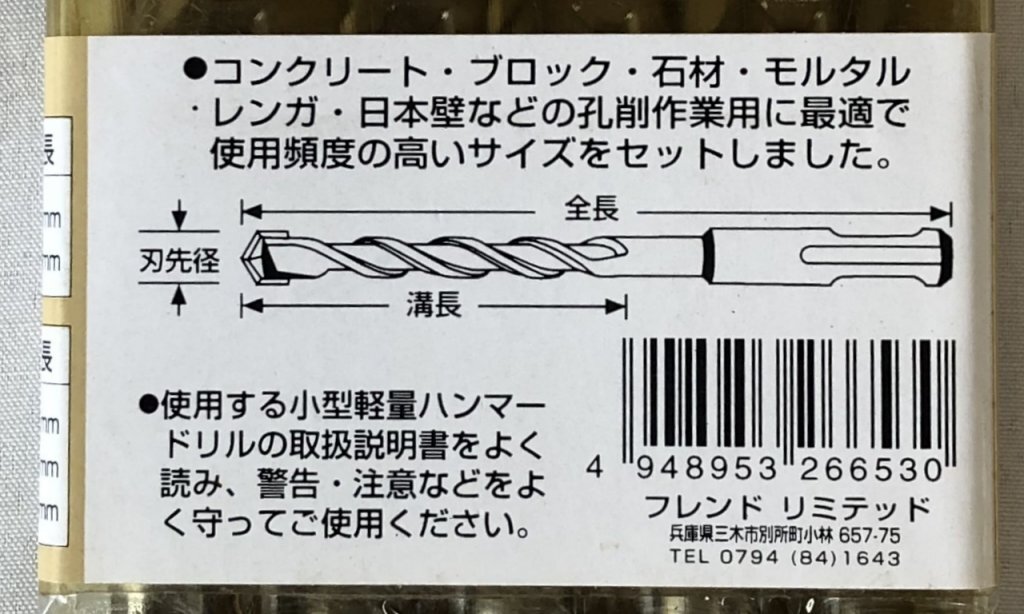 ●コンクリート・ブロック・石材・モルタル
・レンガ・日本壁などの孔削作業用に最適で
使用頻度の高いサイズをセットしました。
全長
刃先径
溝長
長
mm
mm
長
mm
mm
mm
●使用する小型軽量ハンマー
ドリルの取扱説明書をよく
読み、警告・注意などをよ
く守ってご使用ください。
4 948953 266530
フレンド リミテッド
兵庫県三木市別所町小林 657-75
TEL 0794 (84)1643